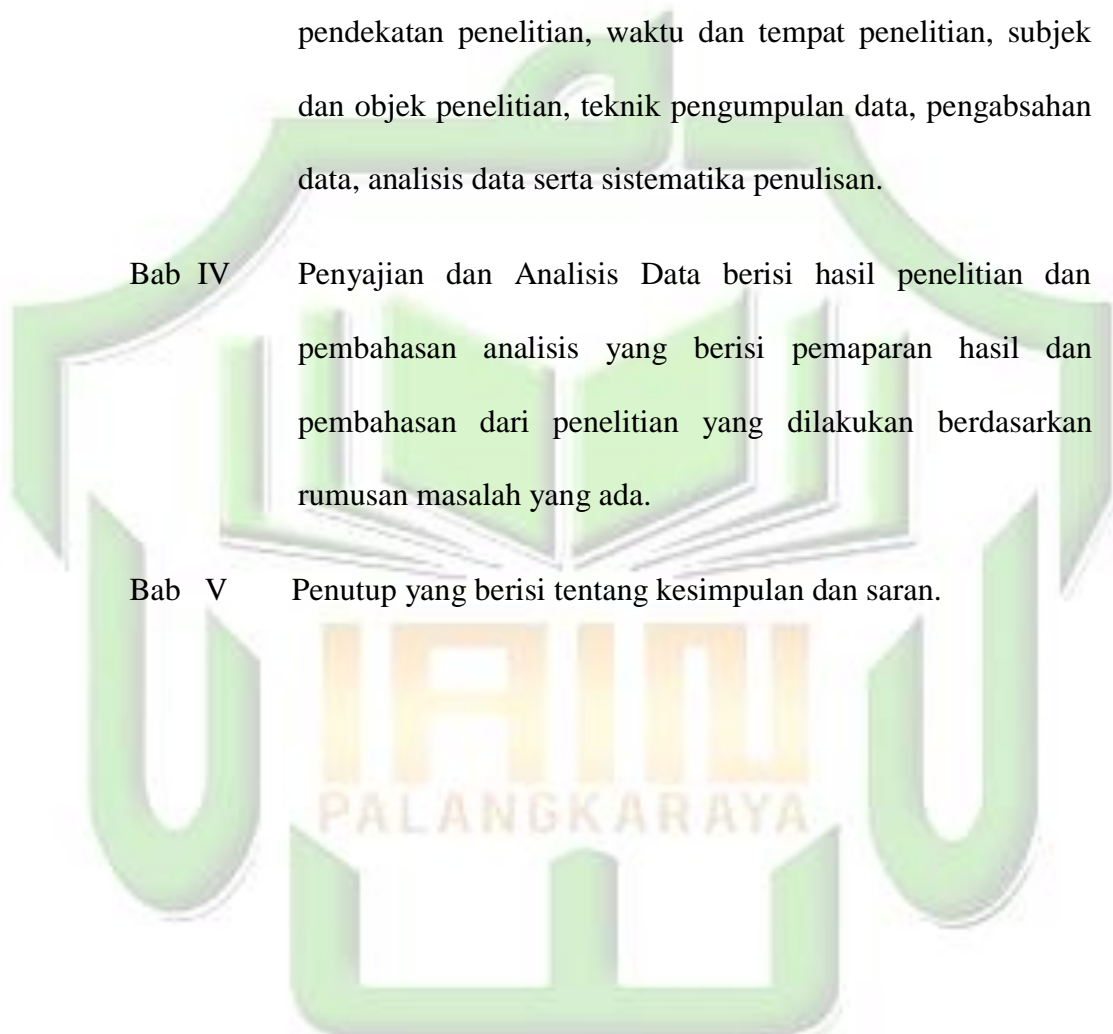 pendekatan penelitian, waktu dan tempat penelitian, subjek
dan objek penelitian, teknik pengumpulan data, pengabsahan
data, analisis data serta sistematika penulisan.
Bab IV Penyajian dan Analisis Data berisi hasil penelitian dan
pembahasan analisis yang berisi pemaparan hasil dan
pembahasan dari penelitian yang dilakukan berdasarkan
rumusan masalah yang ada.
Bab V Penutup yang berisi tentang kesimpulan dan saran.
IAIN
PALANGKARAYA